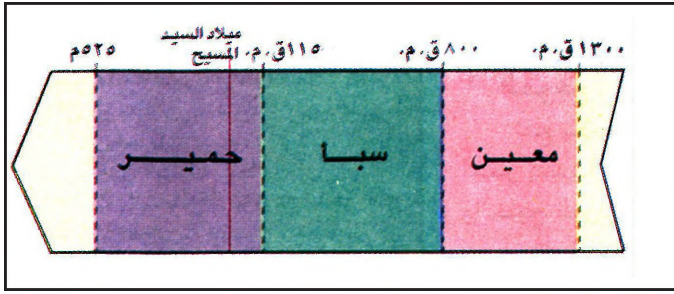 ١٣٠٠ق.م.
٨٠٠ق.م.
١١٥ق.م.
ميلاد السيد
المسيح
٥٢٥م
معين
سبأ
حمير